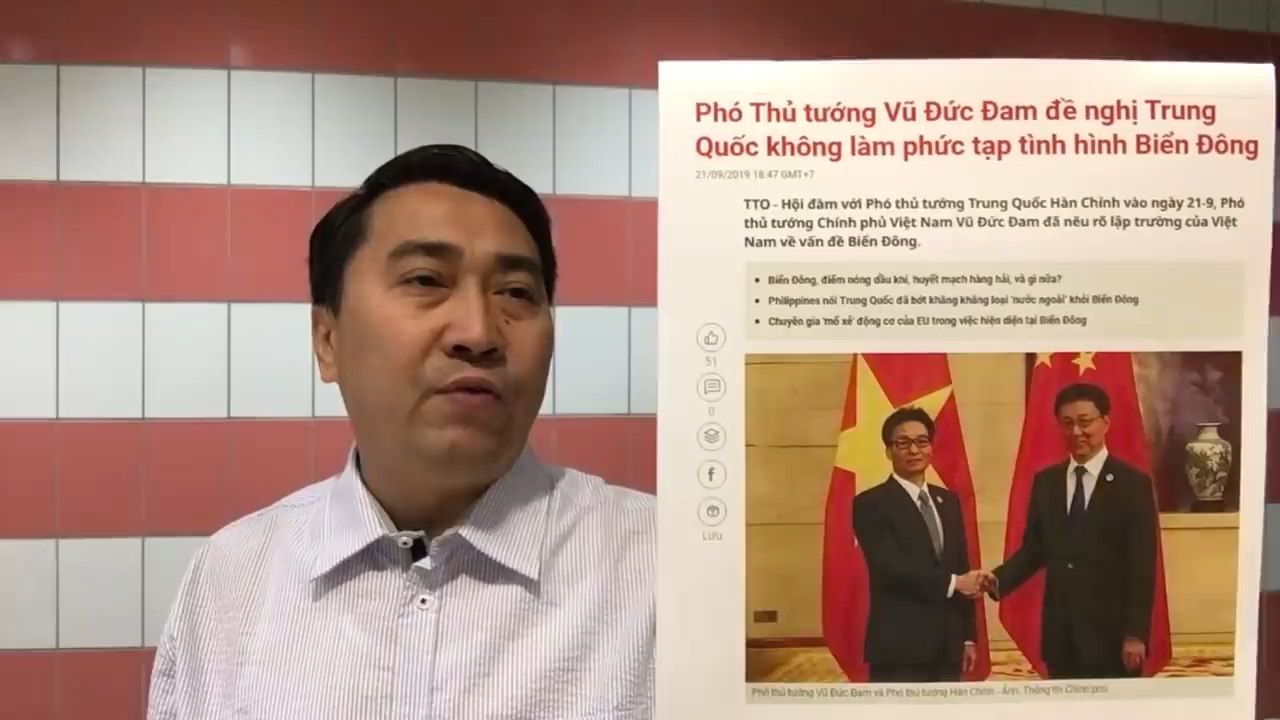 Phó Thủ tướng Vũ Đức Đam đề nghị Trung
Quốc không làm phức tạp tình hình Biển Đông
21/09/2019 18:47 GMT+7
TTO - Hội đàm với Phó thủ tướng Trung Quốc Hàn Chính vào ngày 21-9, Phó
thủ tướng Chính phủ Việt Nam Vũ Đức Đam đã nêu rõ lập trường của Việt
Nam về vấn đề Biển Đông.
Biển Đông, điểm nóng dầu khí, huyết mạch hàng hải, và gì nữa?
Philippines nói Trung Quốc đã bớt khăng khăng loại 'nước ngoài' khỏi Biển Đông
Chuyên gia 'mổ xẻ' động cơ của EU trong việc hiện diện tại Biển Đông
51
0
f
Lưu
Phó thủ tướng Vũ Đức Đam và Phó thủ tướng Hàn Chính - Ảnh: Thông tin Chính phủ